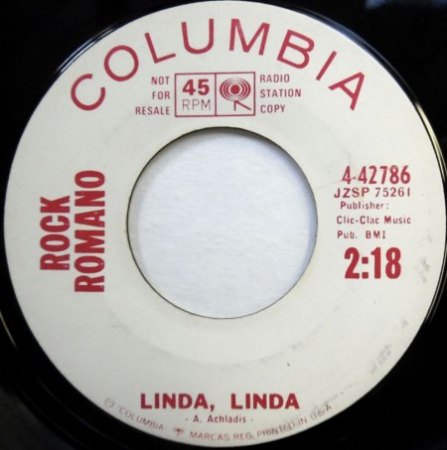 COLUMBIA
NOT FOR RESALE
45 RPM
RADIO STATION COPY
ROCK ROMANO
4-42786
JZSP 75261
Publisher:
Clic-Clac Music
Pub. BMI
2:18
LINDA, LINDA
- A. Achladis -
® COLUMBIA MARCAS REG. PRINTED IN U.S.A.